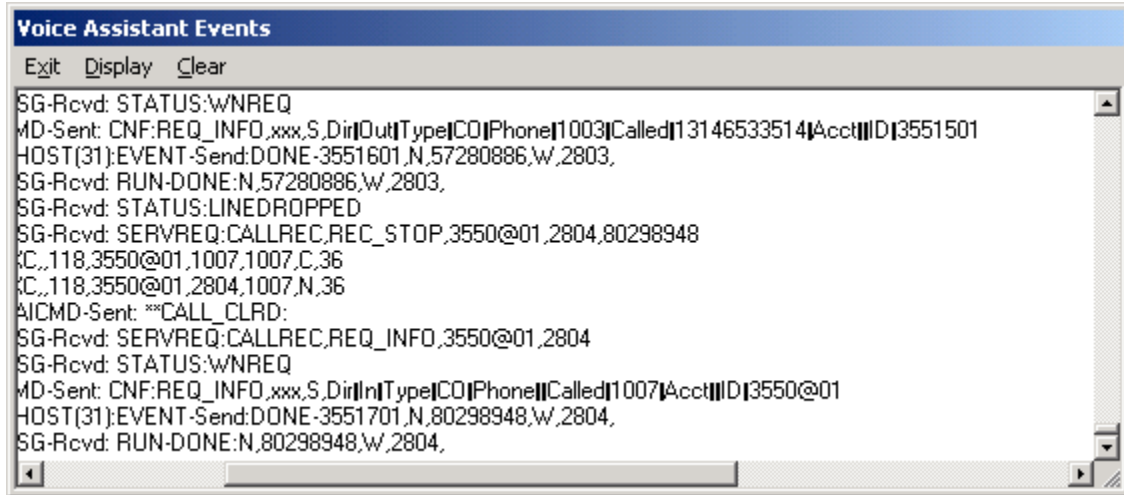 Voice Assistant Events
Exit Display Clear
SG-Rcvd: STATUS:WNREQ
MD-Sent: CNF:REQ_INFO,xxx,S,Dir|Out|Type|CO|Phone|1003|Called|13146533514|Acct||ID|3551501
HOST(31):EVENT-Send:DONE-3551601,N,57280886,W,2803,
SG-Rcvd: RUN-DONE:N,57280886,W,2803,
SG-Rcvd: STATUS:LINEDROPPED
SG-Rcvd: SERVREQ:CALLREC,REC_STOP,3550@01,2804,80298948
KC,,118,3550@01,1007,1007,C,36
KC,,118,3550@01,2804,1007,N,36
AICMD-Sent: **CALL_CLRD:
SG-Rcvd: SERVREQ:CALLREC,REQ_INFO,3550@01,2804
SG-Rcvd: STATUS:WNREQ
MD-Sent: CNF:REQ_INFO,xxx,S,Dir|In|Type|CO|Phone||Called|1007|Acct||ID|3550@01
HOST(31):EVENT-Send:DONE-3551701,N,80298948,W,2804,
SG-Rcvd: RUN-DONE:N,80298948,W,2804,